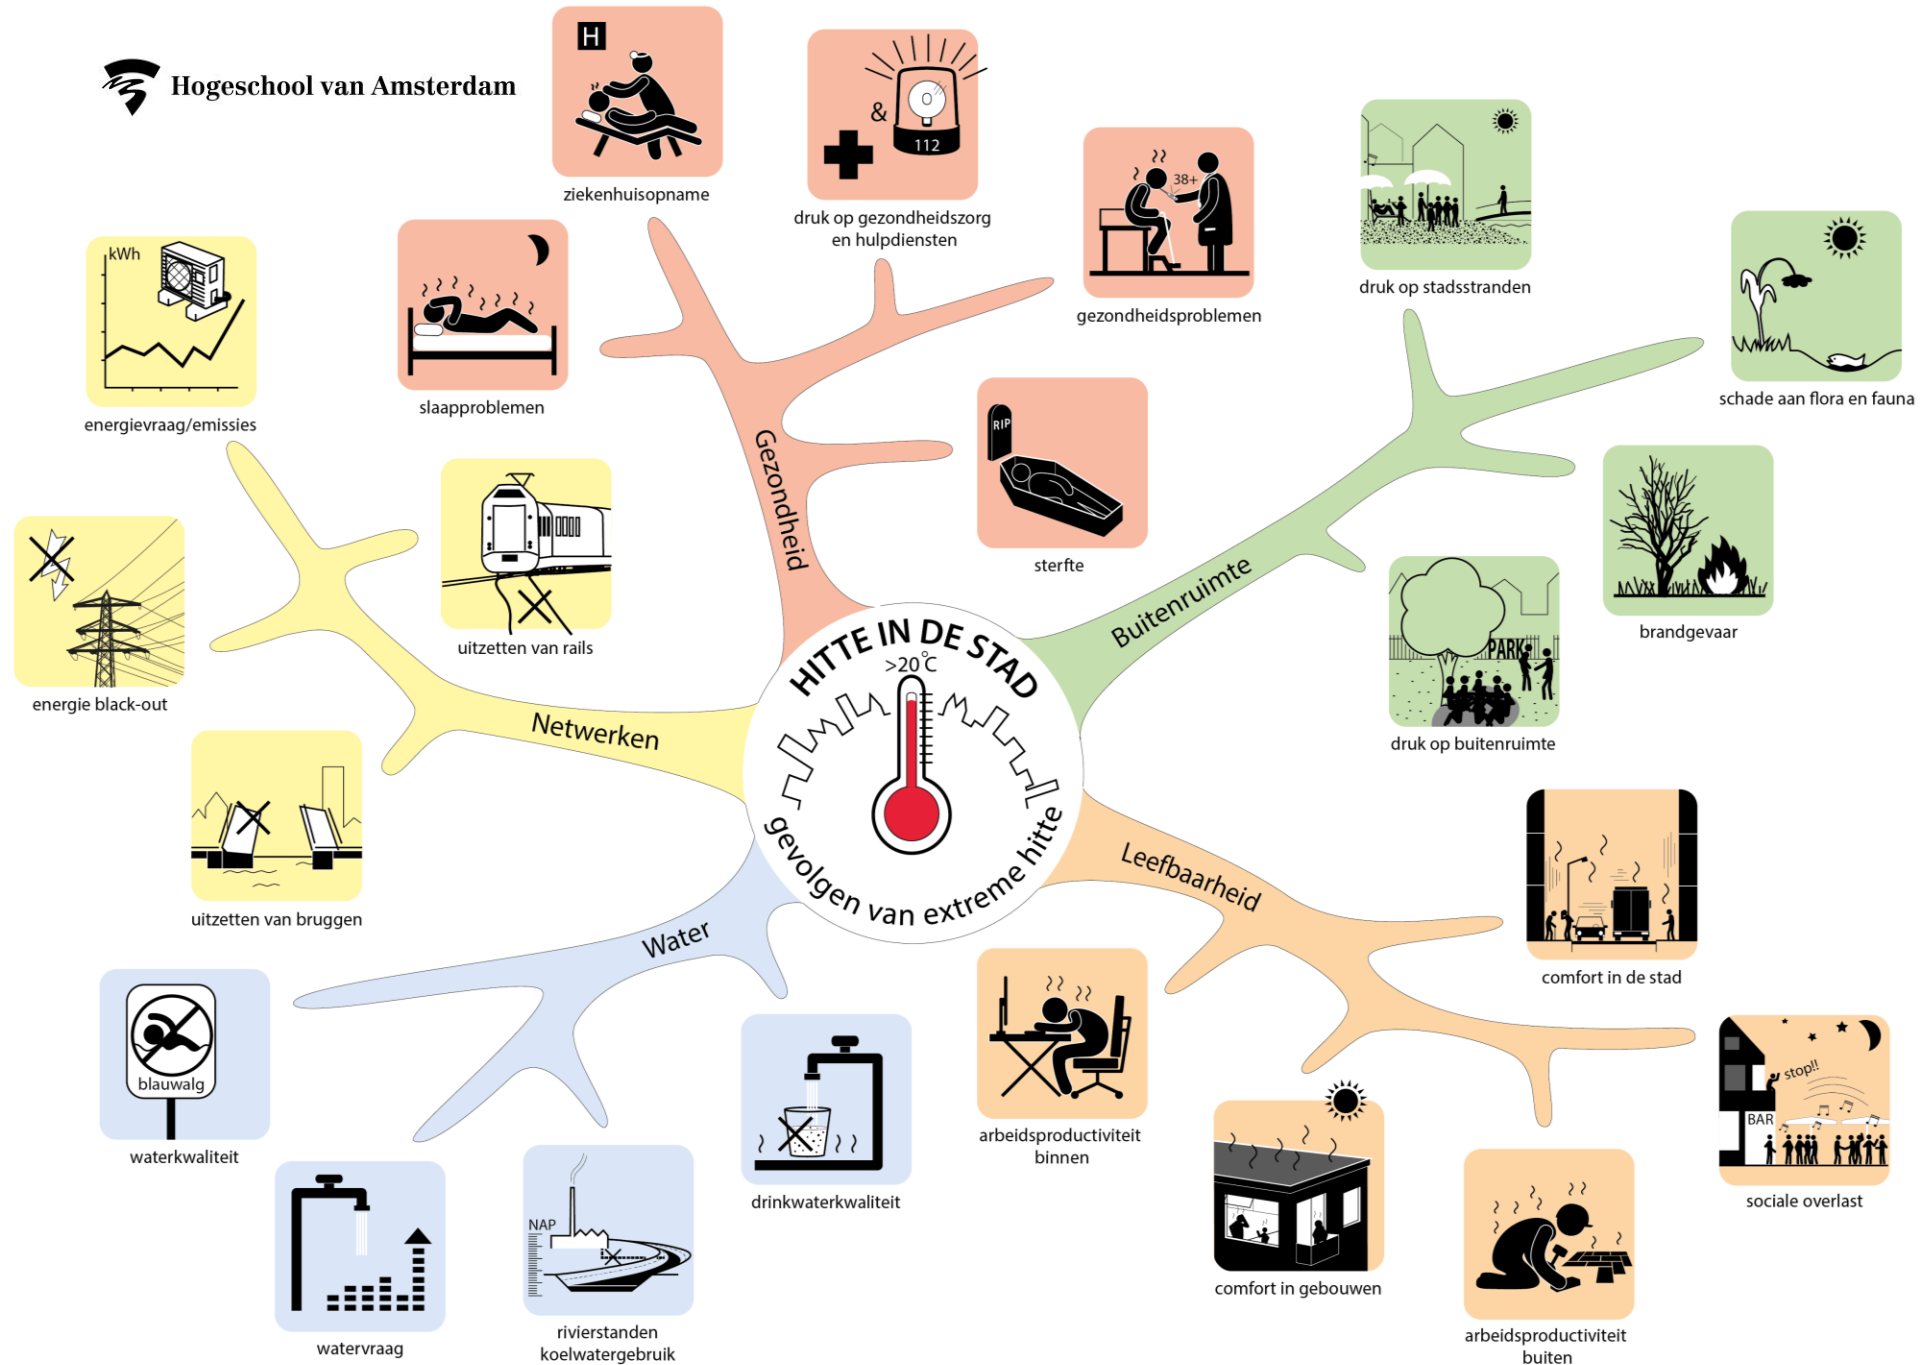 Hogeschool van Amsterdam
H
ziekenhuisopname
&
112
druk op gezondheidszorg
en hulpdiensten
38+
gezondheidsproblemen
druk op stadsstranden
schade aan flora en fauna
kWh
energievraag/emissies
slaapproblemen
RIP
sterfte
Gezondheid
uitzetten van rails
energie black-out
Netwerken
uitzetten van bruggen
Buitenruimte
brandgevaar
PARK
druk op buitenruimte
HITTE IN DE STAD
>20°C
gevolgen van extreme hitte
Leefbaarheid
comfort in de stad
Water
blauwalg
waterkwaliteit
watervraag
NAP
rivierstanden
koelwatergebruik
drinkwaterkwaliteit
arbeidsproductiviteit
binnen
comfort in gebouwen
arbeidsproductiviteit
buiten
stop!!
BAR
sociale overlast